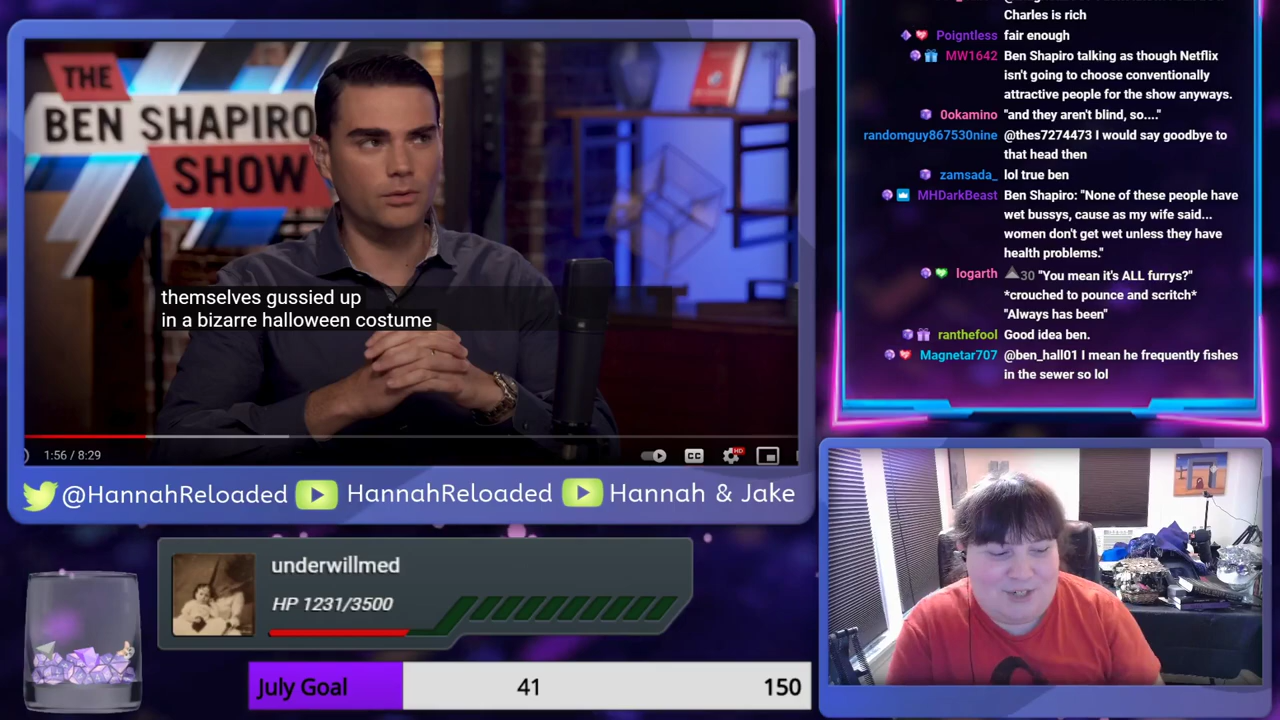 THE
BEN SHAPIRO
SHOW
themselves gussied up
in a bizarre halloween costume
1:56 / 8:29
CC
HD
@HannahReloaded HannahReloaded Hannah & Jake
underwillmed
HP 1231/3500
July Goal 41 150
Charles is rich
Poigntless fair enough
MW1642 Ben Shapiro talking as though Netflix
isn't going to choose conventionally
attractive people for the show anyways.
0okamino "and they aren't blind, so...."
randomguy867530nine @thes7274473 I would say goodbye to
that head then
zamsada_ lol true ben
MHDarkBeast Ben Shapiro: "None of these people have
wet bussys, cause as my wife said...
women don't get wet unless they have
health problems."
logarth 30 "You mean it's ALL furrys?"
*crouched to pounce and scritch*
"Always has been"
ranthefool Good idea ben.
Magnetar707 @ben_hall01 I mean he frequently fishes
in the sewer so lol